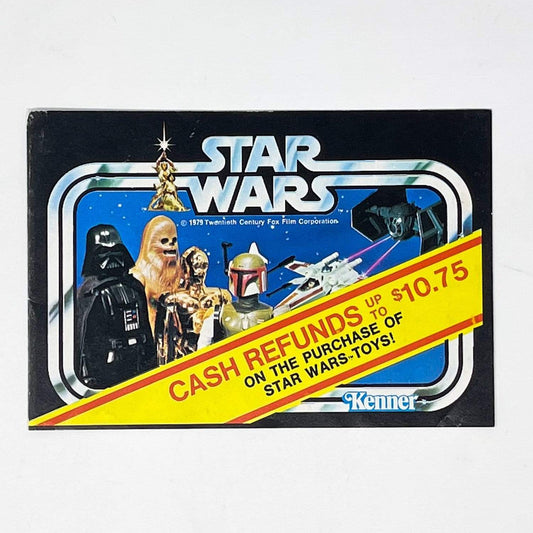 STAR
WARS
© 1979 Twentieth Century Fox Film Corporation
CASH REFUNDS UP TO $10.75
ON THE PURCHASE OF
STAR WARS™ TOYS!
Kenner